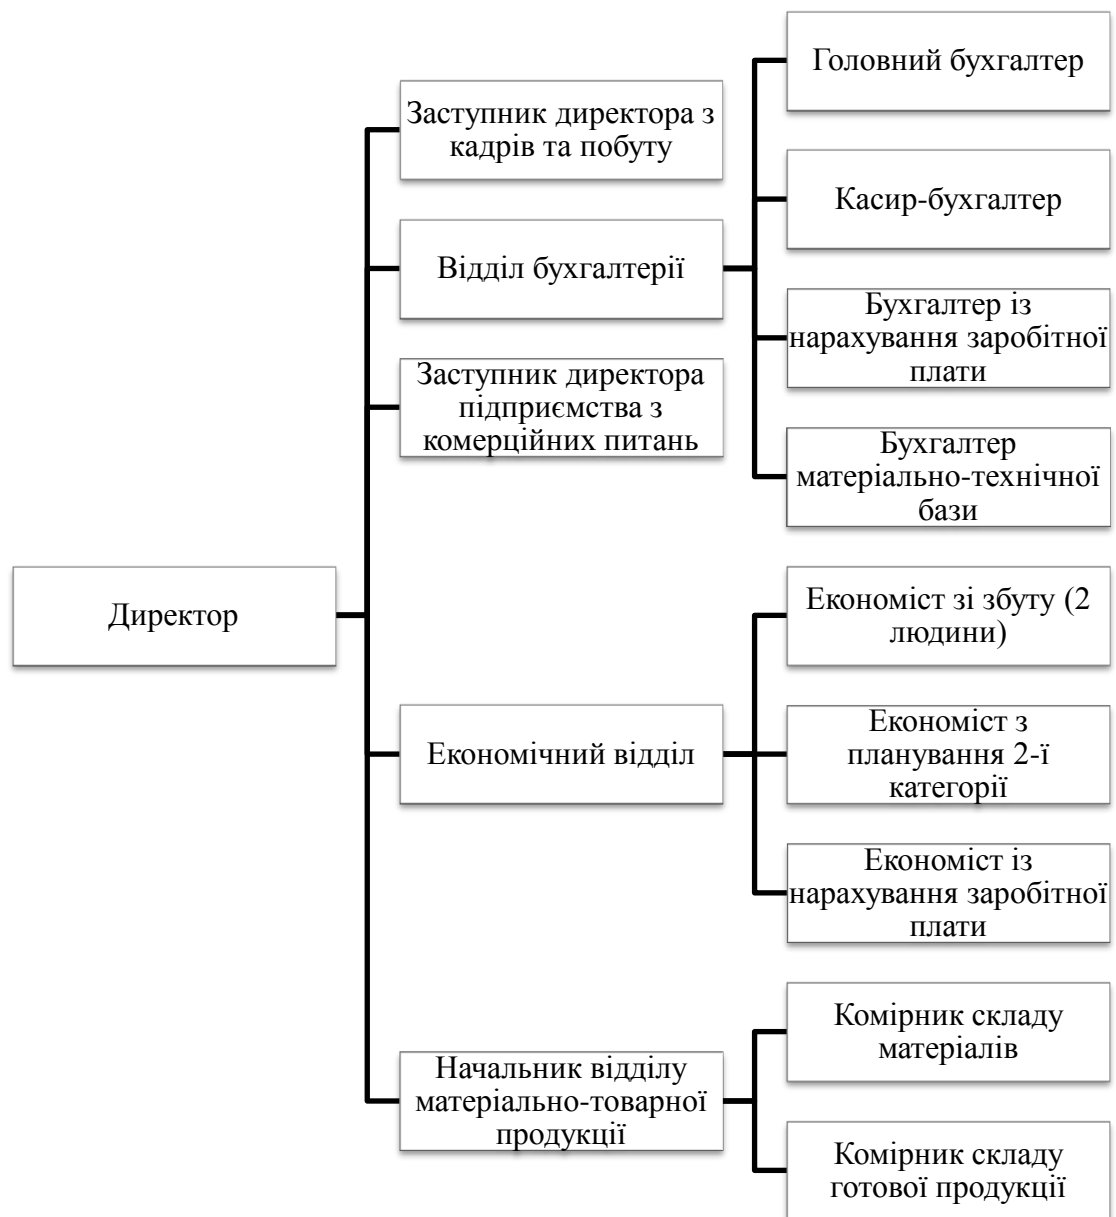 Головний бухгалтер
Заступник директора з
кадрів та побуту
Касир-бухгалтер
Відділ бухгалтерії
Бухгалтер із
нарахування заробітної
плати
Заступник директора
підприємства з
комерційних питань
Бухгалтер
матеріально-технічної
бази
Директор
Економіст зі збуту (2
людини)
Економічний відділ
Економіст з
планування 2-ї
категорії
Економіст із
нарахування заробітної
плати
Комірник складу
матеріалів
Начальник відділу
матеріально-товарної
продукції
Комірник складу
готової продукції